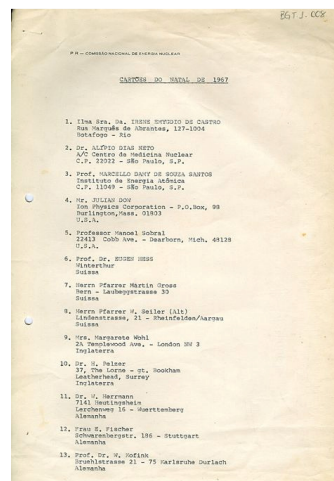 BGT J. CCX
P R — COMISSÃO NACIONAL DE ENERGIA NUCLEAR
CARTÕES DO NATAL DE 1967
1. Ilma Sra. Da. IRENE EMYGDIO DE CASTRO
Rua Marquês de Abrantes, 127-1004
Botafogo - Rio
2. Dr. ALÍPIO DIAS NETO
A/C Centro de Medicina Nuclear
C.P. 22022 - São Paulo, S.P.
3. Prof. MARCELLO DAMY DE SOUZA SANTOS
Instituto de Energia Atômica
C.P. 11049 - São Paulo, S.P.
4. Mr. JULIAN DOW
Ion Physics Corporation - P.O.Box, 98
Burlington,Mass. 01803
U.S.A.
5. Professor Manoel Sobral
22413 Cobb Ave. - Dearborn, Mich. 48128
U.S.A.
6. Prof. Dr. EUGEN HESS
Winterthur
Suissa
7. Herrn Pfarrer Martin Gross
Bern - Laubeggstrasse 30
Suissa
8. Herrn Pfarrer W. Seiler (Alt)
Lindenstrasse, 21 - Rheinfelden/Aargau
Suissa
9. Mrs. Margarete Wohl
2A Templewood Ave. - London NW 3
Inglaterra
10. Dr. H. Pelzer
37, The Lorne - gt. Bookham
Leatherhead, Surrey
Inglaterra
11. Dr. W. Herrmann
7141 Heutingsheim
Lerchenweg 16 - Wuerttemberg
Alemanha
12. Frau E, Fischer
Schwarenbergstr. 186 - Stuttgart
Alemanha
13. Prof. Dr. W. Hofink
Bruehlstrasse 21 - 75 Karlsruhe Durlach
Alemanha